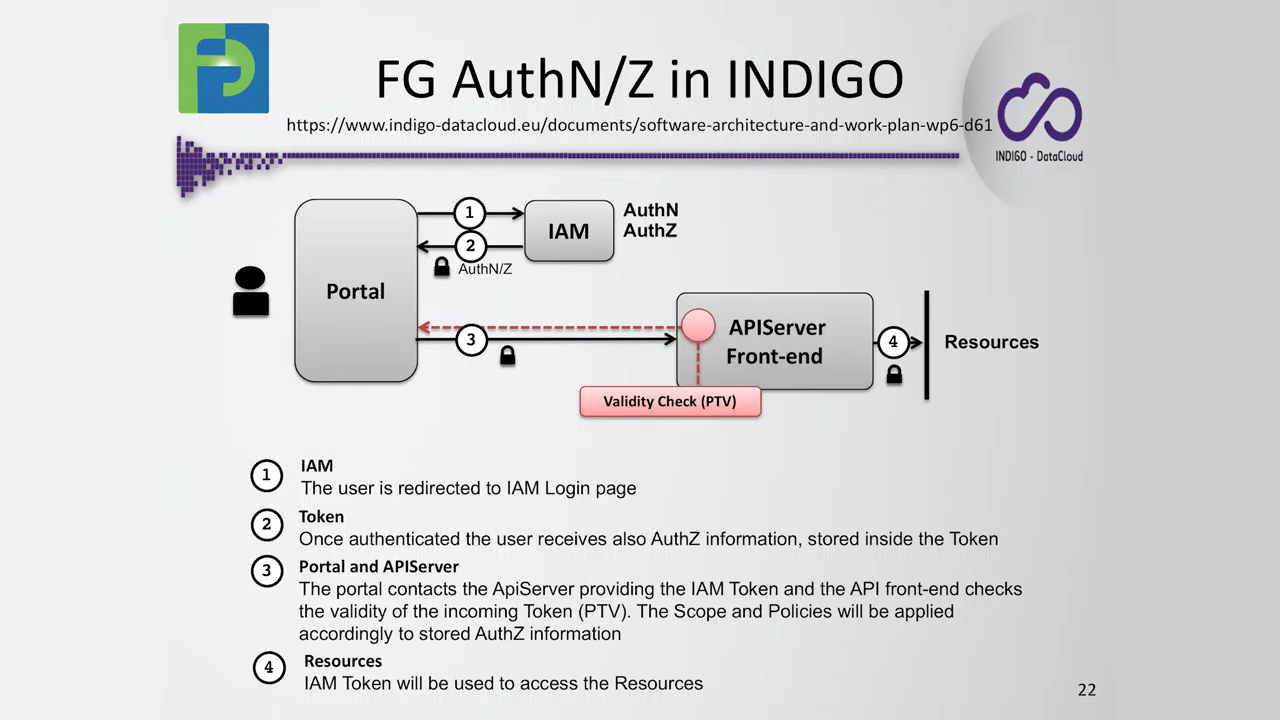 FG AuthN/Z in INDIGO
https://www.indigo-datacloud.eu/documents/software-architecture-and-work-plan-wp6-d61
INDIGO - DataCloud
1
IAM
AuthN
AuthZ
2
AuthN/Z
Portal
3
APIServer
Front-end
4
Resources
Validity Check (PTV)
1
IAM
The user is redirected to IAM Login page
2
Token
Once authenticated the user receives also AuthZ information, stored inside the Token
3
Portal and APIServer
The portal contacts the ApiServer providing the IAM Token and the API front-end checks
the validity of the incoming Token (PTV). The Scope and Policies will be applied
accordingly to stored AuthZ information
4
Resources
IAM Token will be used to access the Resources
22